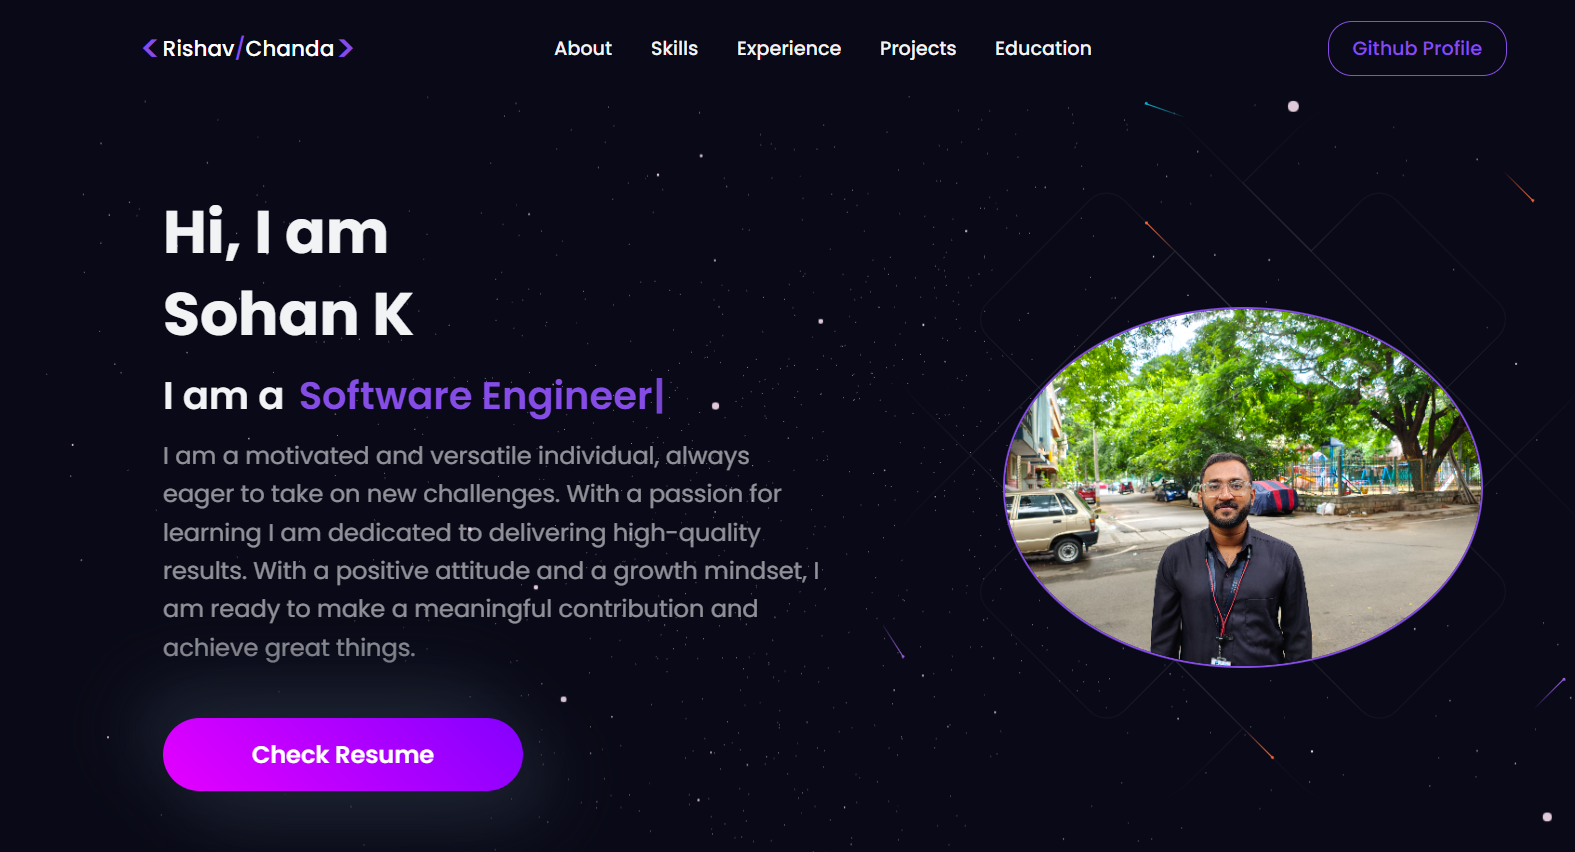 <Rishav/Chanda>
About Skills Experience Projects Education
Github Profile
Hi, I am
Sohan K
I am a Software Engineer|
I am a motivated and versatile individual, always
eager to take on new challenges. With a passion for
learning I am dedicated to delivering high-quality
results. With a positive attitude and a growth mindset, I
am ready to make a meaningful contribution and
achieve great things.
Check Resume